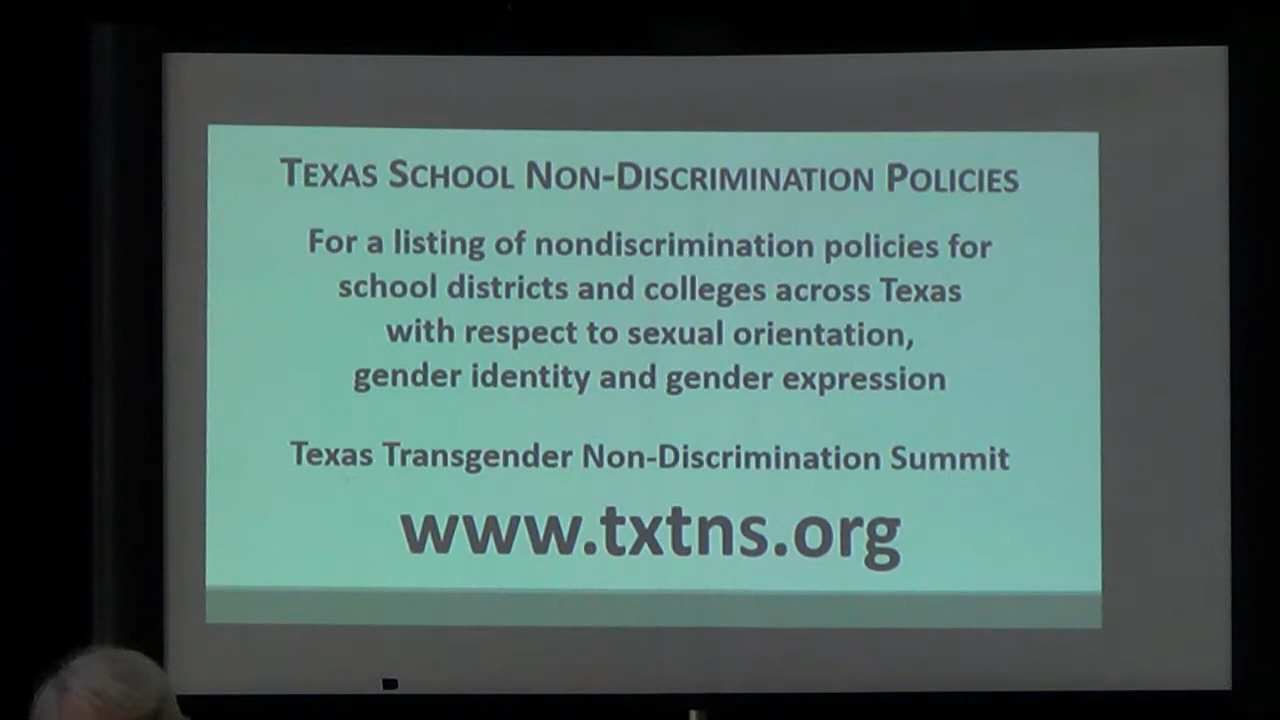 TEXAS SCHOOL NON-DISCRIMINATION POLICIES
For a listing of nondiscrimination policies for
school districts and colleges across Texas
with respect to sexual orientation,
gender identity and gender expression
Texas Transgender Non-Discrimination Summit
www.txtns.org